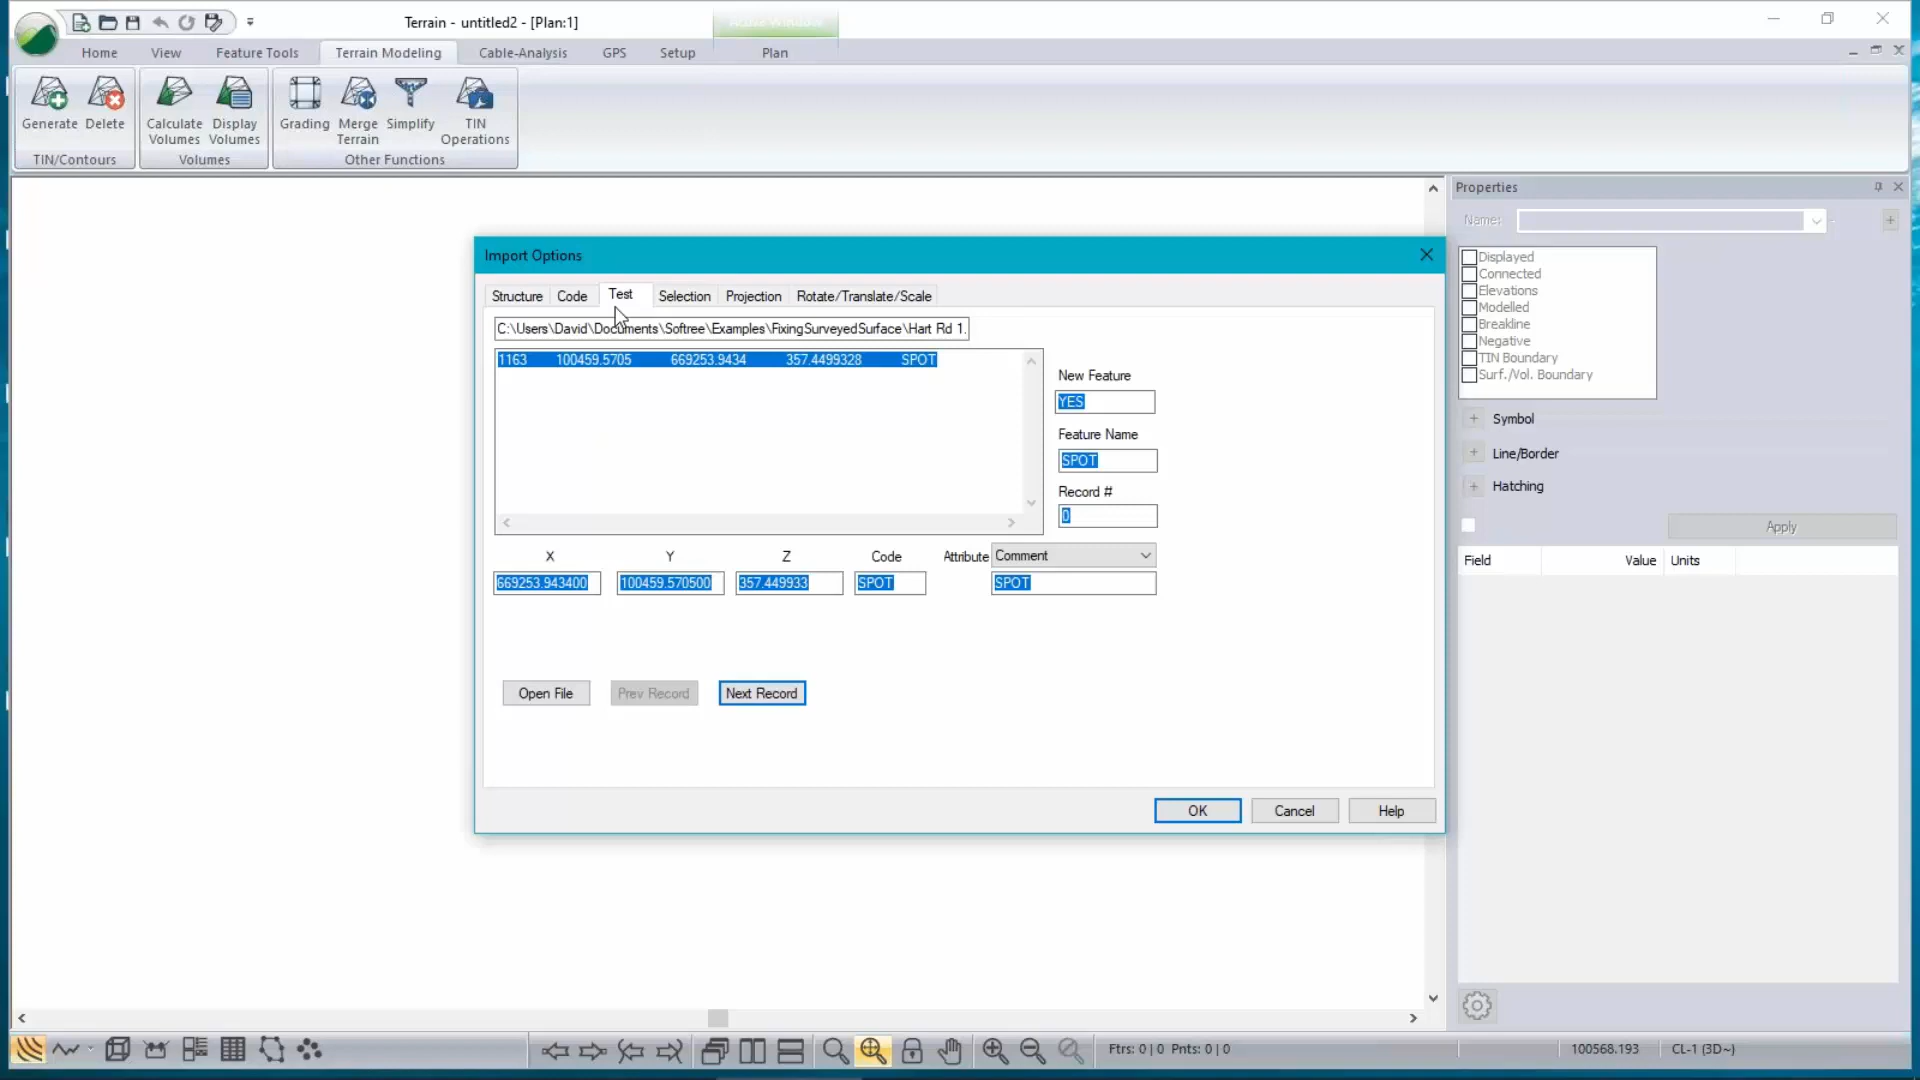 Terrain - untitled2 - [Plan:1]
Home View Feature Tools Terrain Modeling Cable-Analysis GPS Setup Plan
Generate Delete Calculate Volumes Display Volumes Grading Merge Terrain Simplify TIN Operations
TIN/Contours Volumes Other Functions
Properties
Name:
Displayed
Connected
Elevations
Modelled
Breakline
Negative
TIN Boundary
Surf./Vol. Boundary
Symbol
Line/Border
Hatching
Apply
Field Value Units
Import Options
Structure Code Test Selection Projection Rotate/Translate/Scale
C:\Users\David\Documents\Softree\Examples\FixingSurveyedSurface\Hart Rd 1.
1163 100459.5705 669253.9434 357.4499328 SPOT
New Feature
YES
Feature Name
SPOT
Record #
0
X Y Z Code Attribute Comment
669253.943400 100459.570500 357.449933 SPOT SPOT
Open File Prev Record Next Record
OK Cancel Help
Ftrs: 0 | 0 Pnts: 0 | 0 100568.193 CL-1 (3D~)